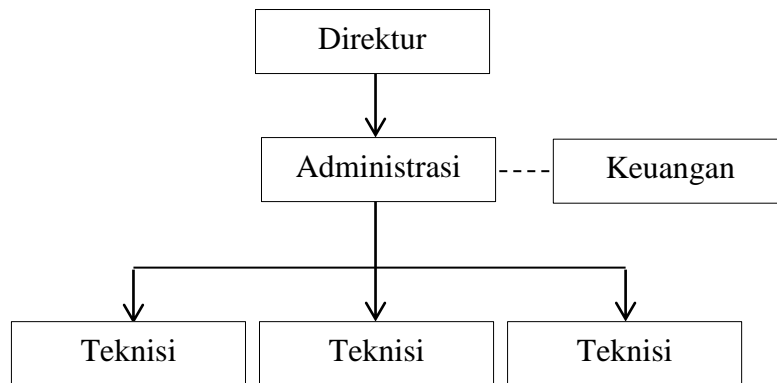 Direktur
Administrasi
Keuangan
Teknisi
Teknisi
Teknisi